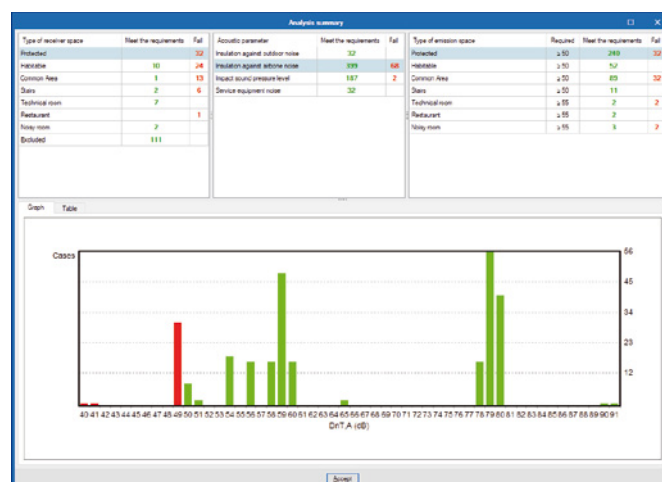 Analysis summary
Type of receiver space Meet the requirements Fail
Protected 32
Habitable 10 24
Common Area 1 13
Stairs 2 6
Technical room 7
Restaurant 1
Noisy room 2
Excluded 111
Acoustic parameter Meet the requirements Fail
Insulation against outdoor noise 32
Insulation against airborne noise 399 68
Impact sound pressure level 187 2
Service equipment noise 32
Type of emission space Required Meet the requirements Fail
Protected ≥ 50 240 32
Habitable ≥ 50 52
Common Area ≥ 50 89 32
Stairs ≥ 50 11
Technical room ≥ 55 2 2
Restaurant ≥ 55 2
Noisy room ≥ 55 3 2
Graph Table
Cases
56
45
34
23
12
40 41 42 43 44 45 46 47 48 49 50 51 52 53 54 55 56 57 58 59 60 61 62 63 64 65 66 67 68 69 70 71 72 73 74 75 76 77 78 79 80 81 82 83 84 85 86 87 88 89 90 91
DnT,A (dB)
Accept